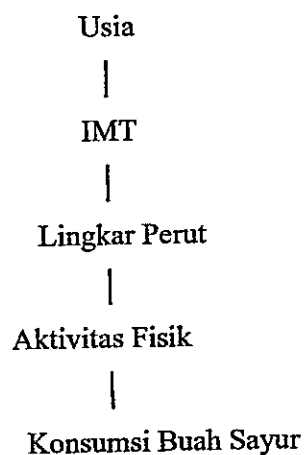 Usia
IMT
Lingkar Perut
Aktivitas Fisik
Konsumsi Buah Sayur